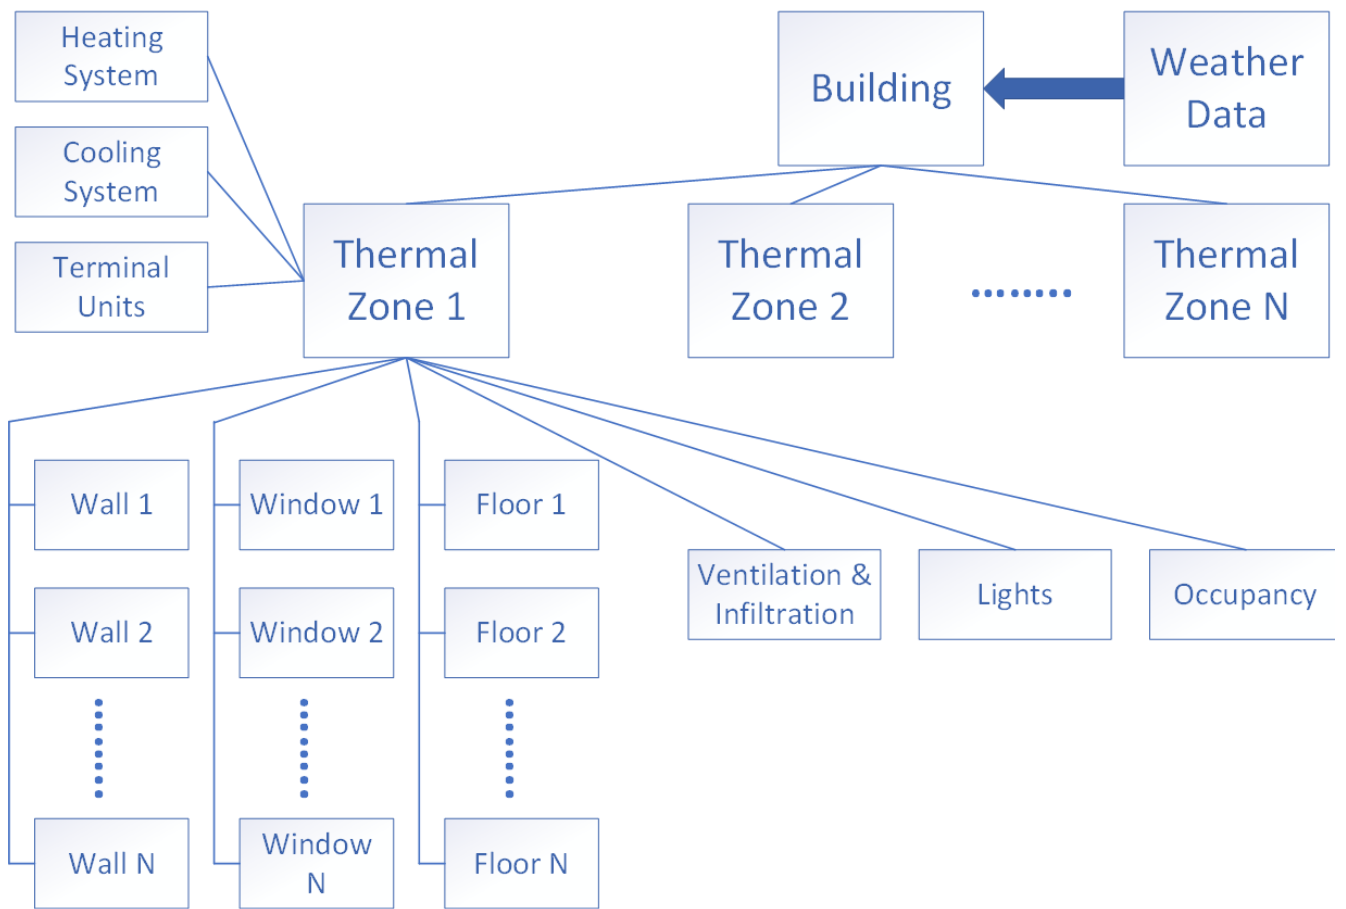 Heating
System
Building
Weather
Data
Cooling
System
Terminal
Units
Thermal
Zone 1
Thermal
Zone 2
Thermal
Zone N
Wall 1
Window 1
Floor 1
Ventilation &
Infiltration
Lights
Occupancy
Wall 2
Window 2
Floor 2
Wall N
Window
N
Floor N